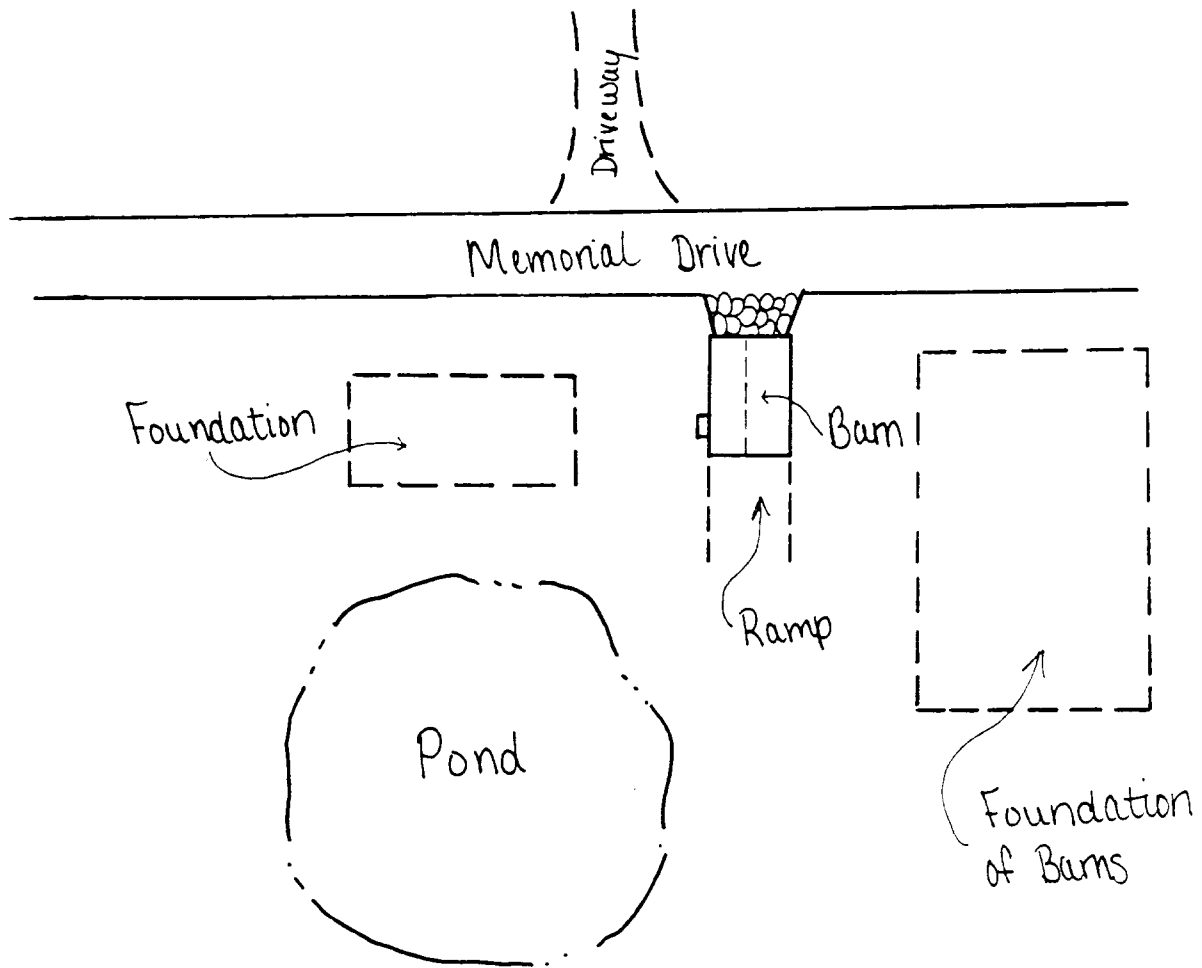 Driveway
Memorial Drive
Foundation
Barn
Ramp
Pond
Foundation
of Barns